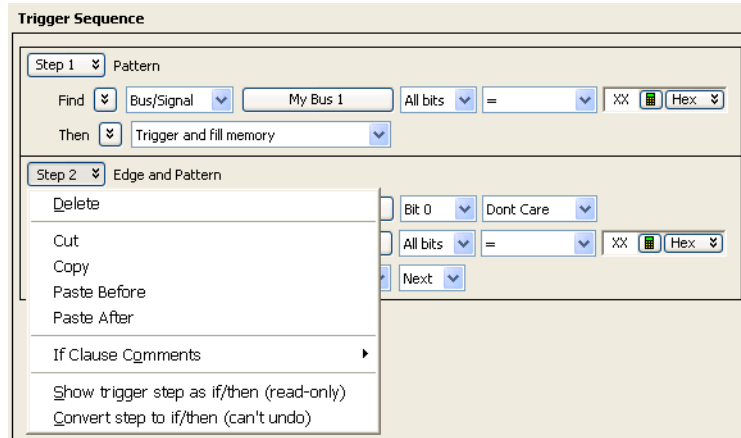 Trigger Sequence
Step 1 Pattern
Find Bus/Signal My Bus 1 All bits = XX Hex
Then Trigger and fill memory
Step 2 Edge and Pattern
Bit 0 Dont Care
All bits = XX Hex
Next
Delete
Cut
Copy
Paste Before
Paste After
If Clause Comments
Show trigger step as if/then (read-only)
Convert step to if/then (can't undo)